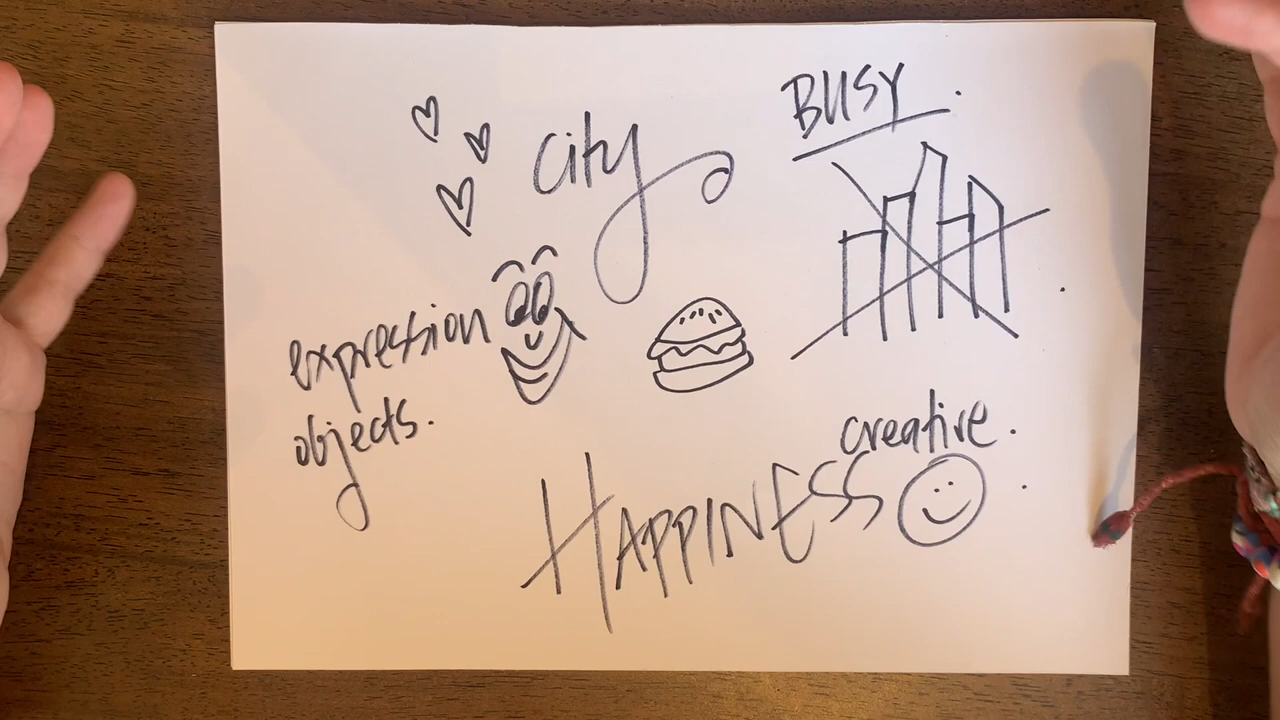 city
BUSY.
expression
objects.
creative.
HAPPINESS